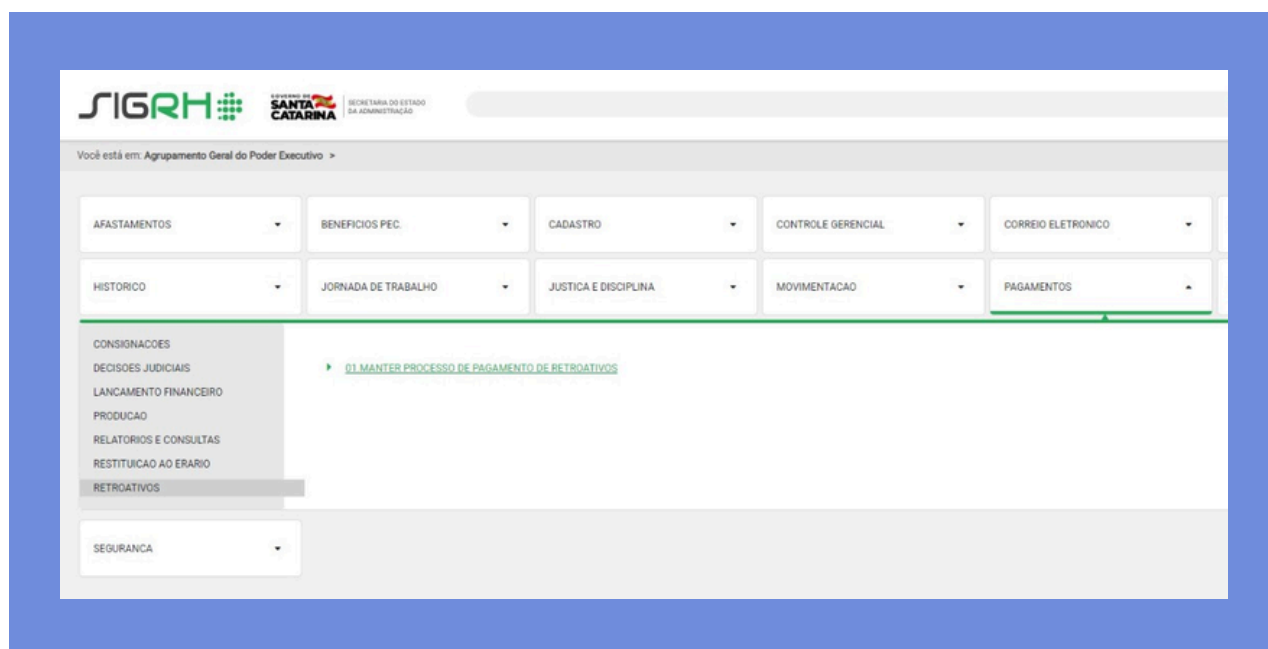 SIGRH
GOVERNO DE
SANTA
CATARINA
SECRETARIA DO ESTADO
DA ADMINISTRAÇÃO
Você está em: Agrupamento Geral do Poder Executivo >
AFASTAMENTOS
BENEFICIOS PEC.
CADASTRO
CONTROLE GERENCIAL
CORREIO ELETRONICO
HISTORICO
JORNADA DE TRABALHO
JUSTICA E DISCIPLINA
MOVIMENTACAO
PAGAMENTOS
CONSIGNACOES
DECISOES JUDICIAIS
LANCAMENTO FINANCEIRO
PRODUCAO
RELATORIOS E CONSULTAS
RESTITUICAO AO ERARIO
RETROATIVOS
01 MANTER PROCESSO DE PAGAMENTO DE RETROATIVOS
SEGURANCA